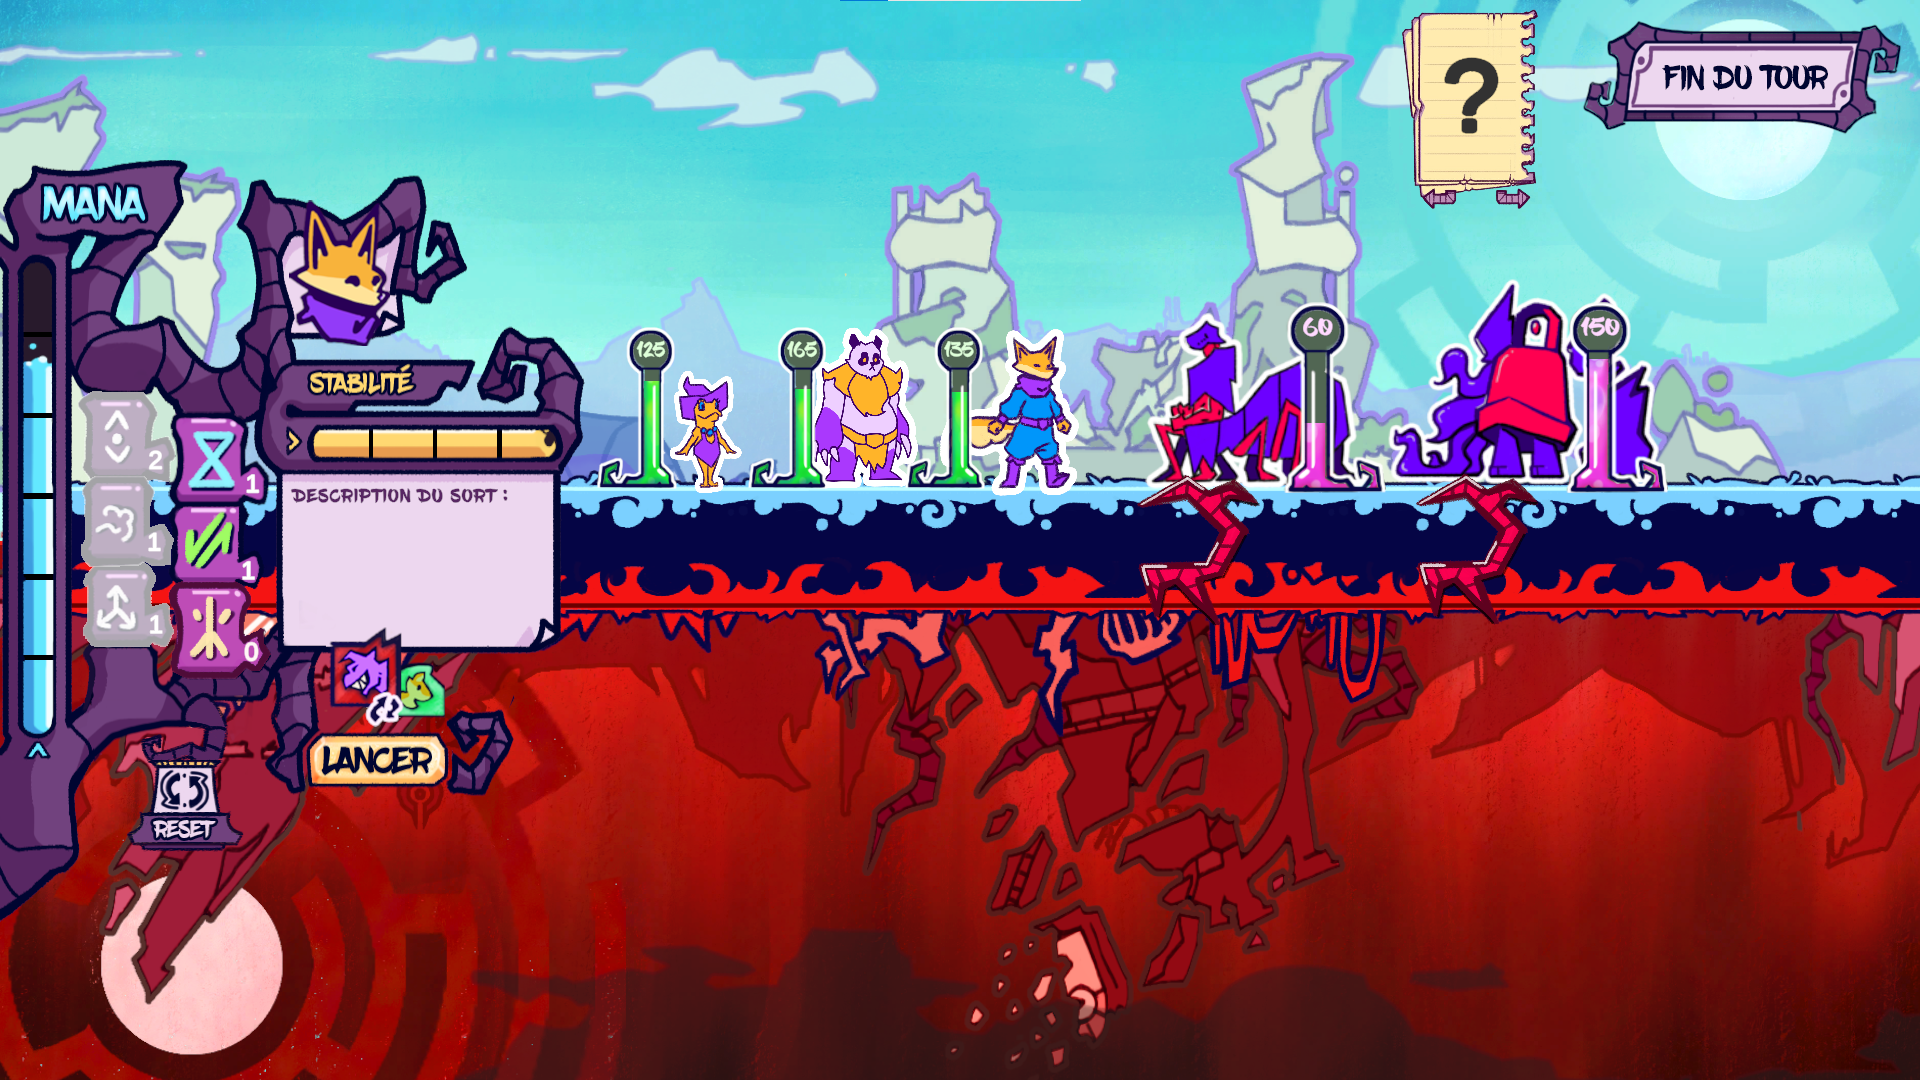 ?
FIN DU TOUR
MANA
125
165
135
60
150
STABILITÉ
2
1
1
1
1
0
DESCRIPTION DU SORT :
LANCER
RESET